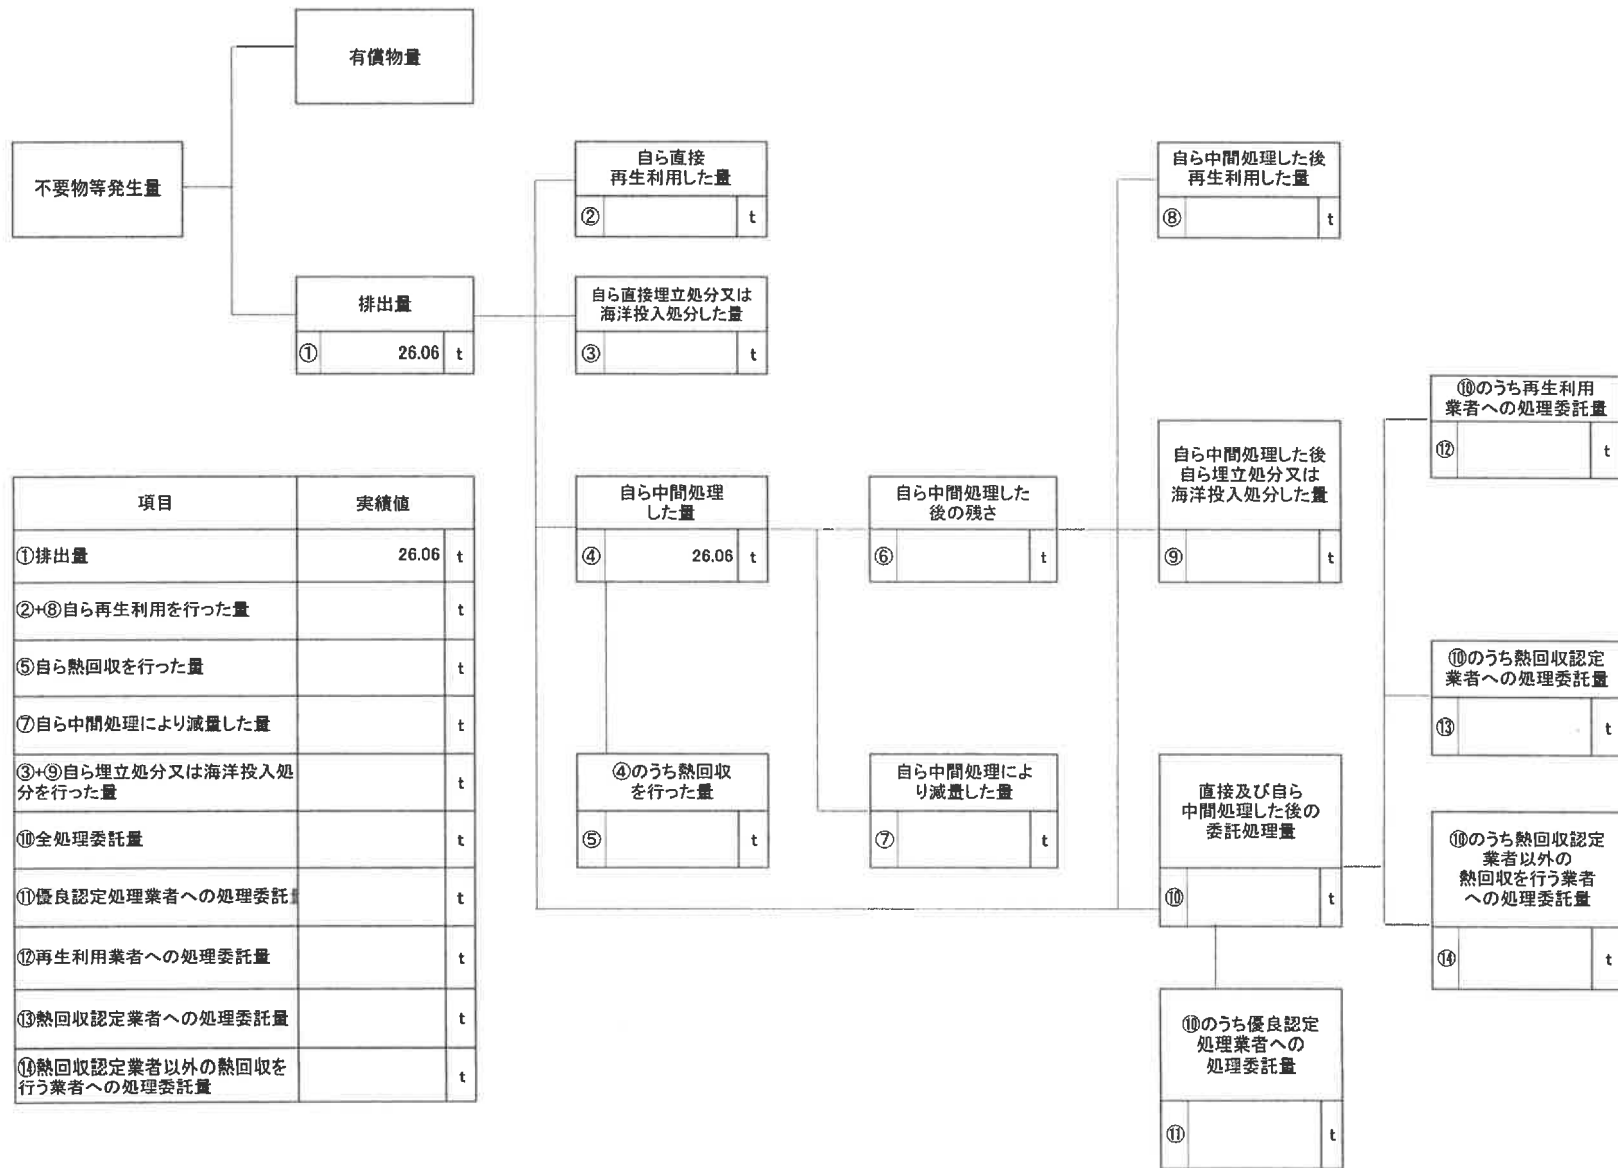 有償物量
不要物等発生量
排出量
① 26.06 t
自ら直接
再生利用した量
② t
自ら直接埋立処分又は
海洋投入処分した量
③ t
自ら中間処理
した量
④ 26.06 t
④のうち熱回収
を行った量
⑤ t
自ら中間処理した
後の残さ
⑥ t
自ら中間処理によ
り減量した量
⑦ t
自ら中間処理した後
再生利用した量
⑧ t
自ら中間処理した後
自ら埋立処分又は
海洋投入処分した量
⑨ t
直接及び自ら
中間処理した後の
委託処理量
⑩ t
⑩のうち優良認定
処理業者への
処理委託量
⑪ t
⑩のうち再生利用
業者への処理委託量
⑫ t
⑩のうち熱回収認定
業者への処理委託量
⑬ t
⑩のうち熱回収認定
業者以外の
熱回収を行う業者
への処理委託量
⑭ t
項目 実績値
①排出量 26.06 t
②+⑧自ら再生利用を行った量 t
⑤自ら熱回収を行った量 t
⑦自ら中間処理により減量した量 t
③+⑨自ら埋立処分又は海洋投入処
分を行った量 t
⑩全処理委託量 t
⑪優良認定処理業者への処理委託 t
⑫再生利用業者への処理委託量 t
⑬熱回収認定業者への処理委託量 t
⑭熱回収認定業者以外の熱回収を
行う業者への処理委託量 t